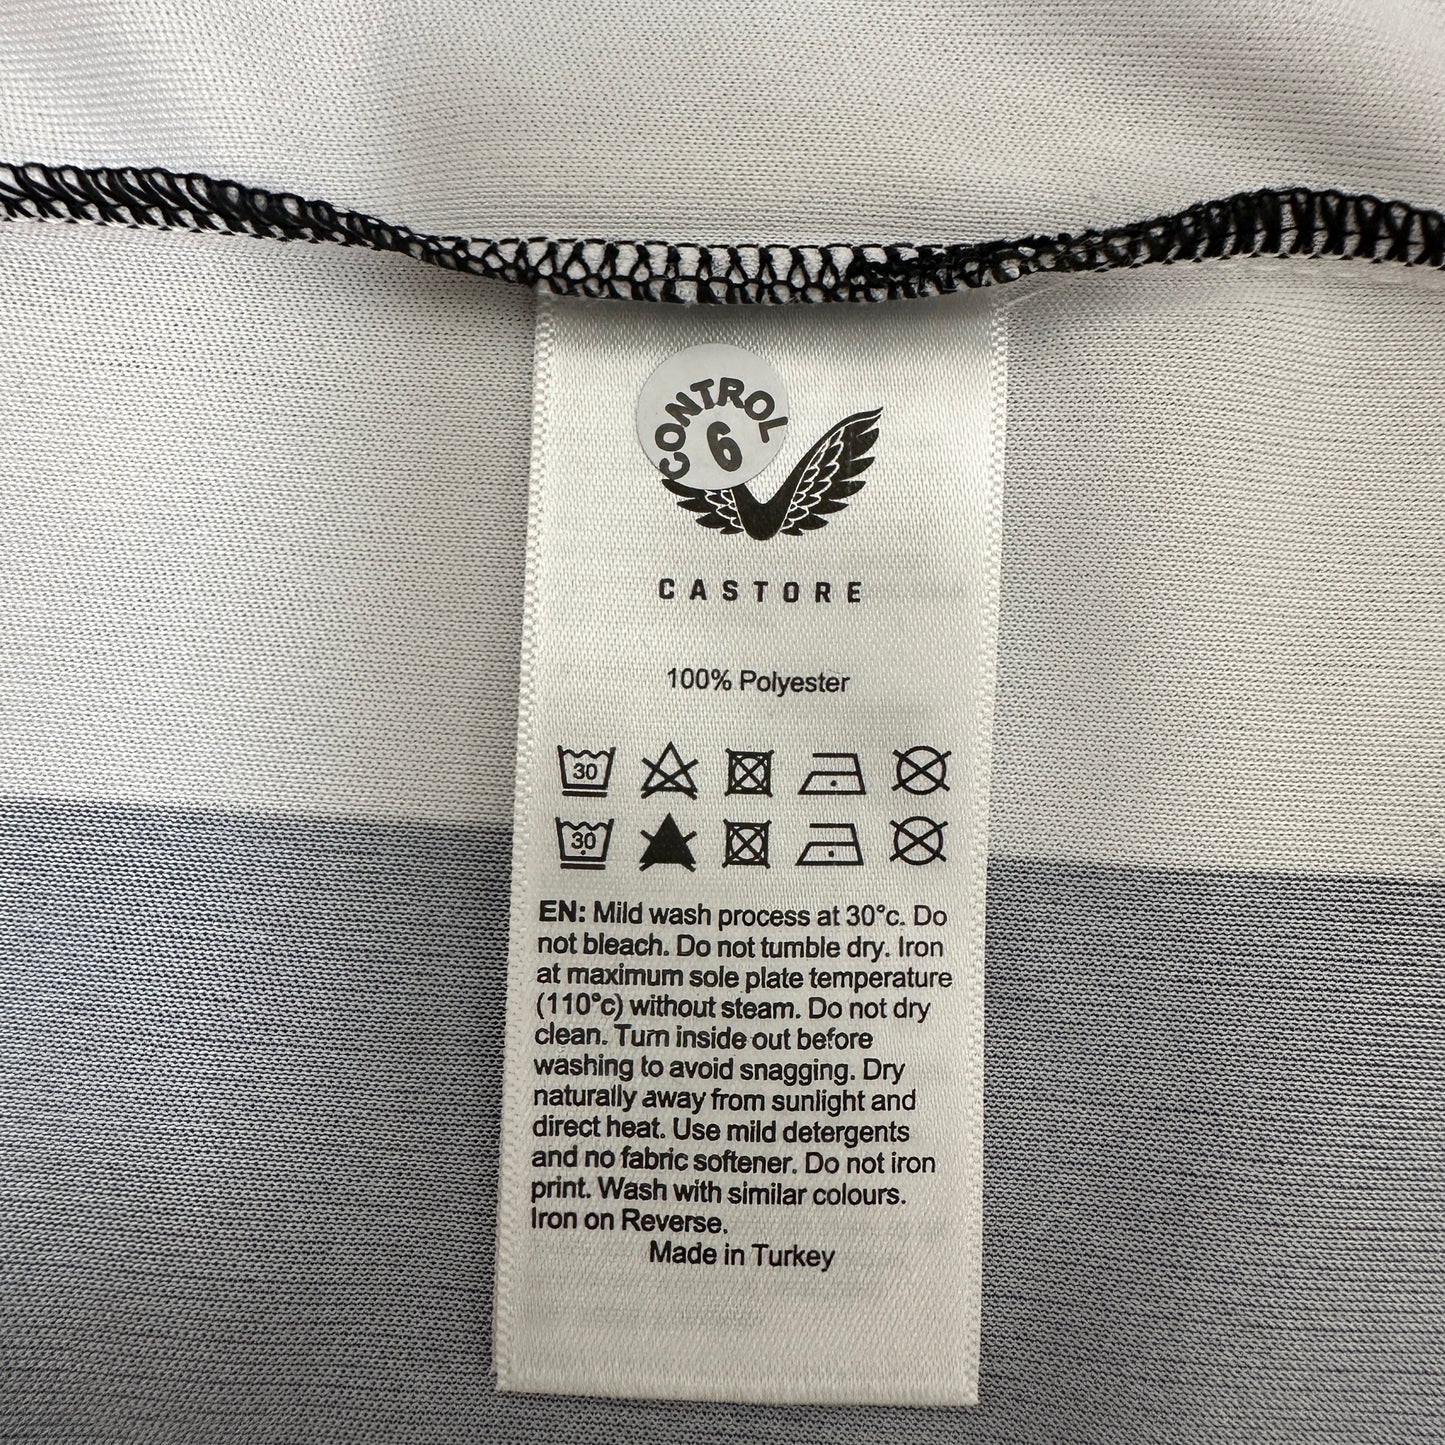 CONTROL
6
CASTORE
100% Polyester
30
30
EN: Mild wash process at 30°c. Do
not bleach. Do not tumble dry. Iron
at maximum sole plate temperature
(110°c) without steam. Do not dry
clean. Turn inside out before
washing to avoid snagging. Dry
naturally away from sunlight and
direct heat. Use mild detergents
and no fabric softener. Do not iron
print. Wash with similar colours.
Iron on Reverse.
Made in Turkey